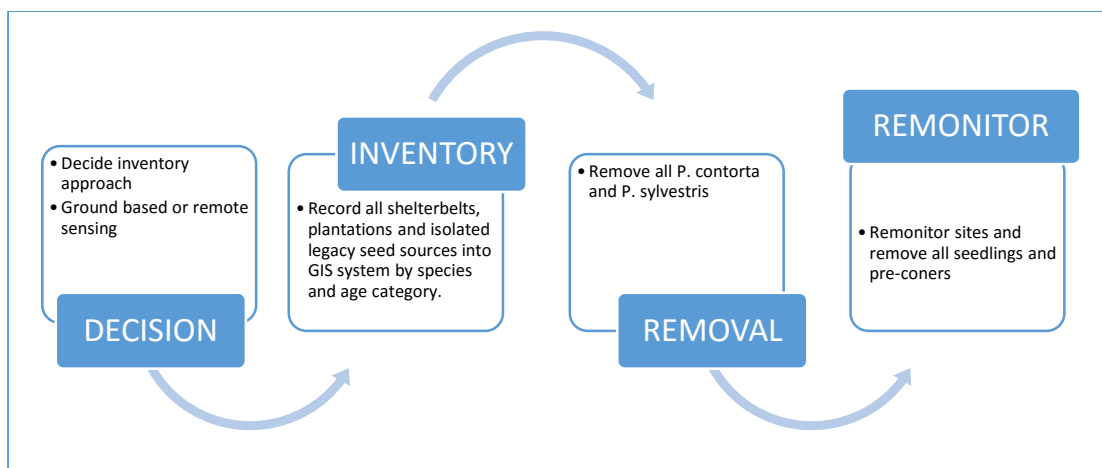 • Decide inventory
approach
• Ground based or remote
sensing
DECISION
INVENTORY
• Record all shelterbelts,
plantations and isolated
legacy seed sources into
GIS system by species
and age category.
• Remove all P. contorta
and P. sylvestris
REMOVAL
REMONITOR
• Remonitor sites and
remove all seedlings and
pre-coners